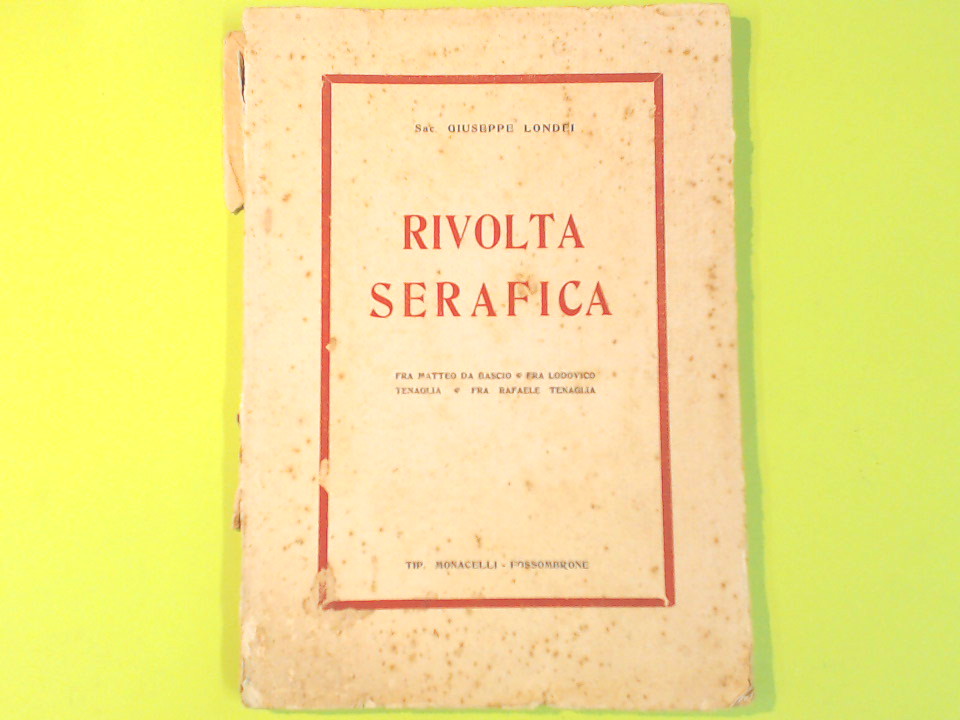 Sac. GIUSEPPE LONDEI
RIVOLTA
SERAFICA
FRA MATTEO DA BASCIO * FRA LODOVICO
TENAGLIA * FRA RAFAELE TENAGLIA
TIP. MONACELLI - FOSSOMBRONE